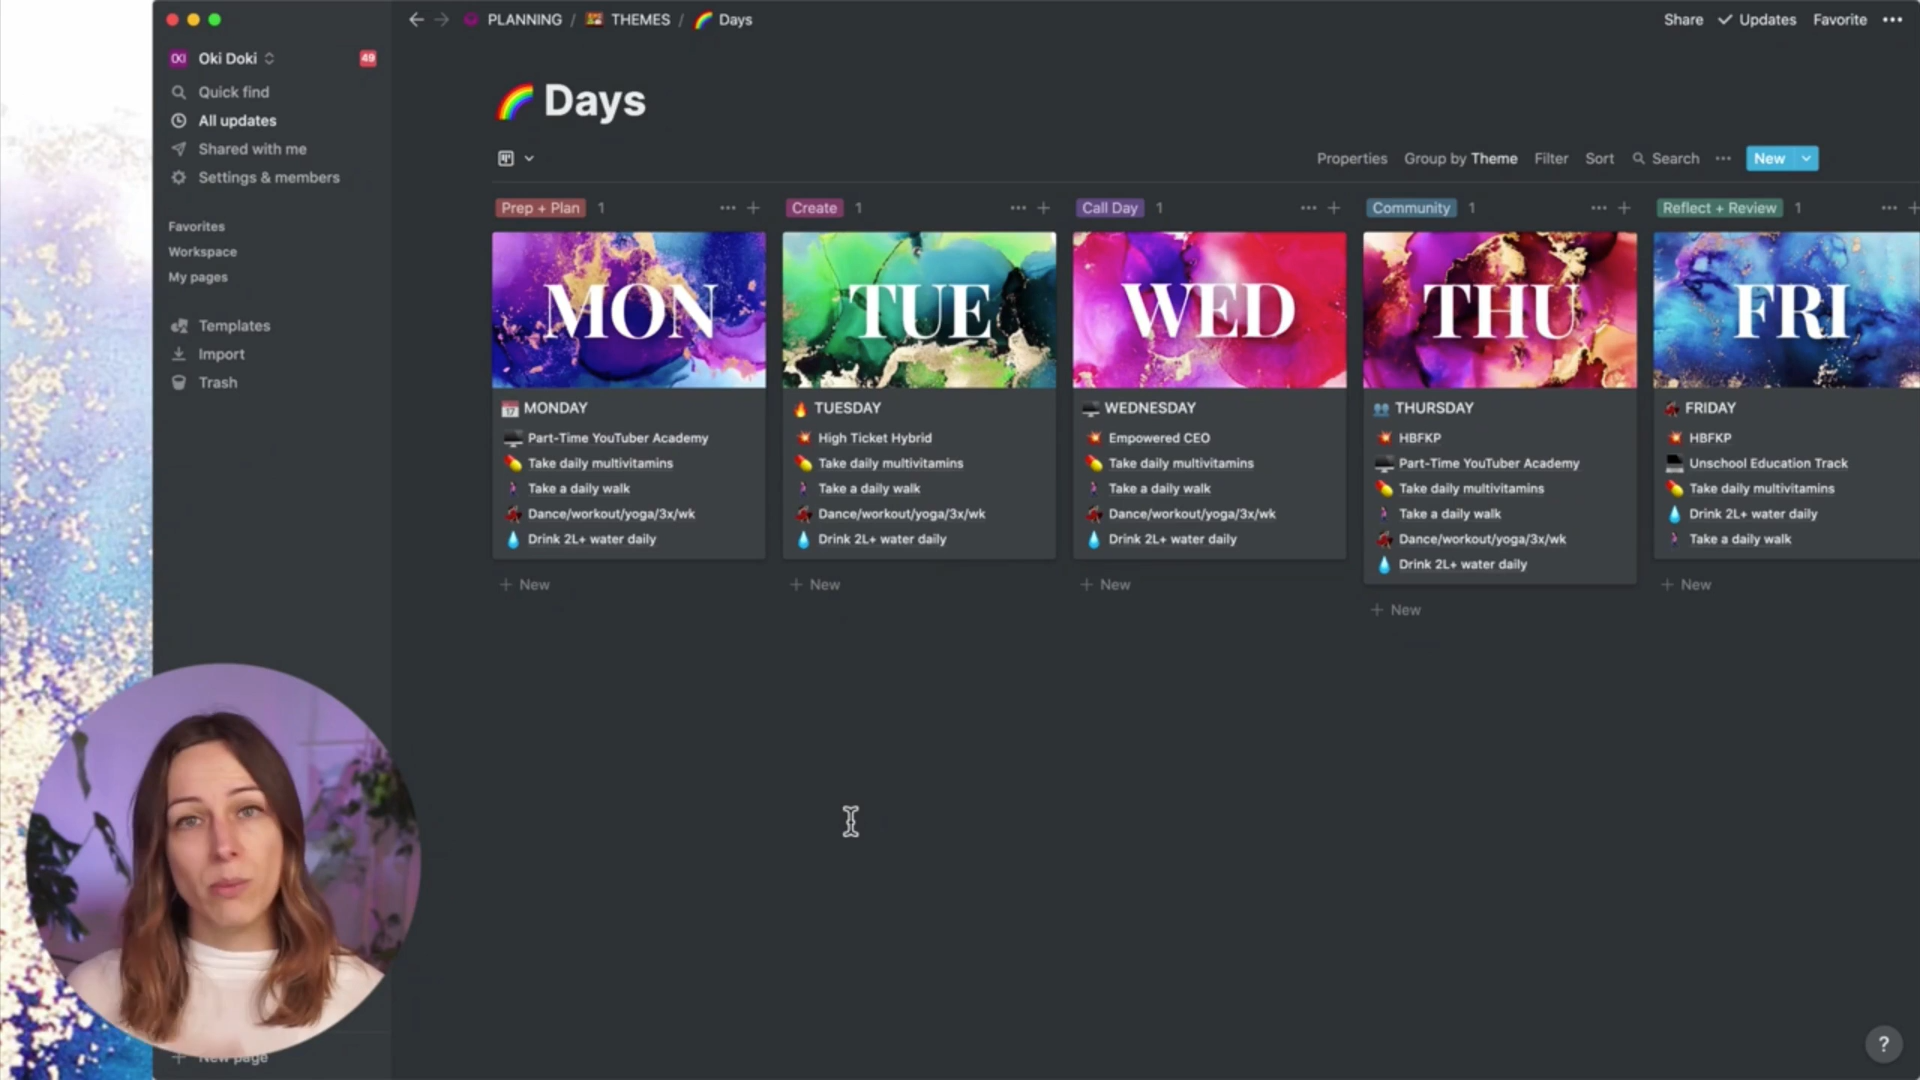 PLANNING / THEMES / Days
Share Updates Favorite
Oki Doki 49
Quick find
All updates
Shared with me
Settings & members
Favorites
Workspace
My pages
Templates
Import
Trash
New page
Days
Properties Group by Theme Filter Sort Search New
Prep + Plan 1
MON
MONDAY
Part-Time YouTuber Academy
Take daily multivitamins
Take a daily walk
Dance/workout/yoga/3x/wk
Drink 2L+ water daily
New
Create 1
TUE
TUESDAY
High Ticket Hybrid
Take daily multivitamins
Take a daily walk
Dance/workout/yoga/3x/wk
Drink 2L+ water daily
New
Call Day 1
WED
WEDNESDAY
Empowered CEO
Take daily multivitamins
Take a daily walk
Dance/workout/yoga/3x/wk
Drink 2L+ water daily
New
Community 1
THU
THURSDAY
HBFKP
Part-Time YouTuber Academy
Take daily multivitamins
Take a daily walk
Dance/workout/yoga/3x/wk
Drink 2L+ water daily
New
Reflect + Review 1
FRI
FRIDAY
HBFKP
Unschool Education Track
Take daily multivitamins
Drink 2L+ water daily
Take a daily walk
New
?